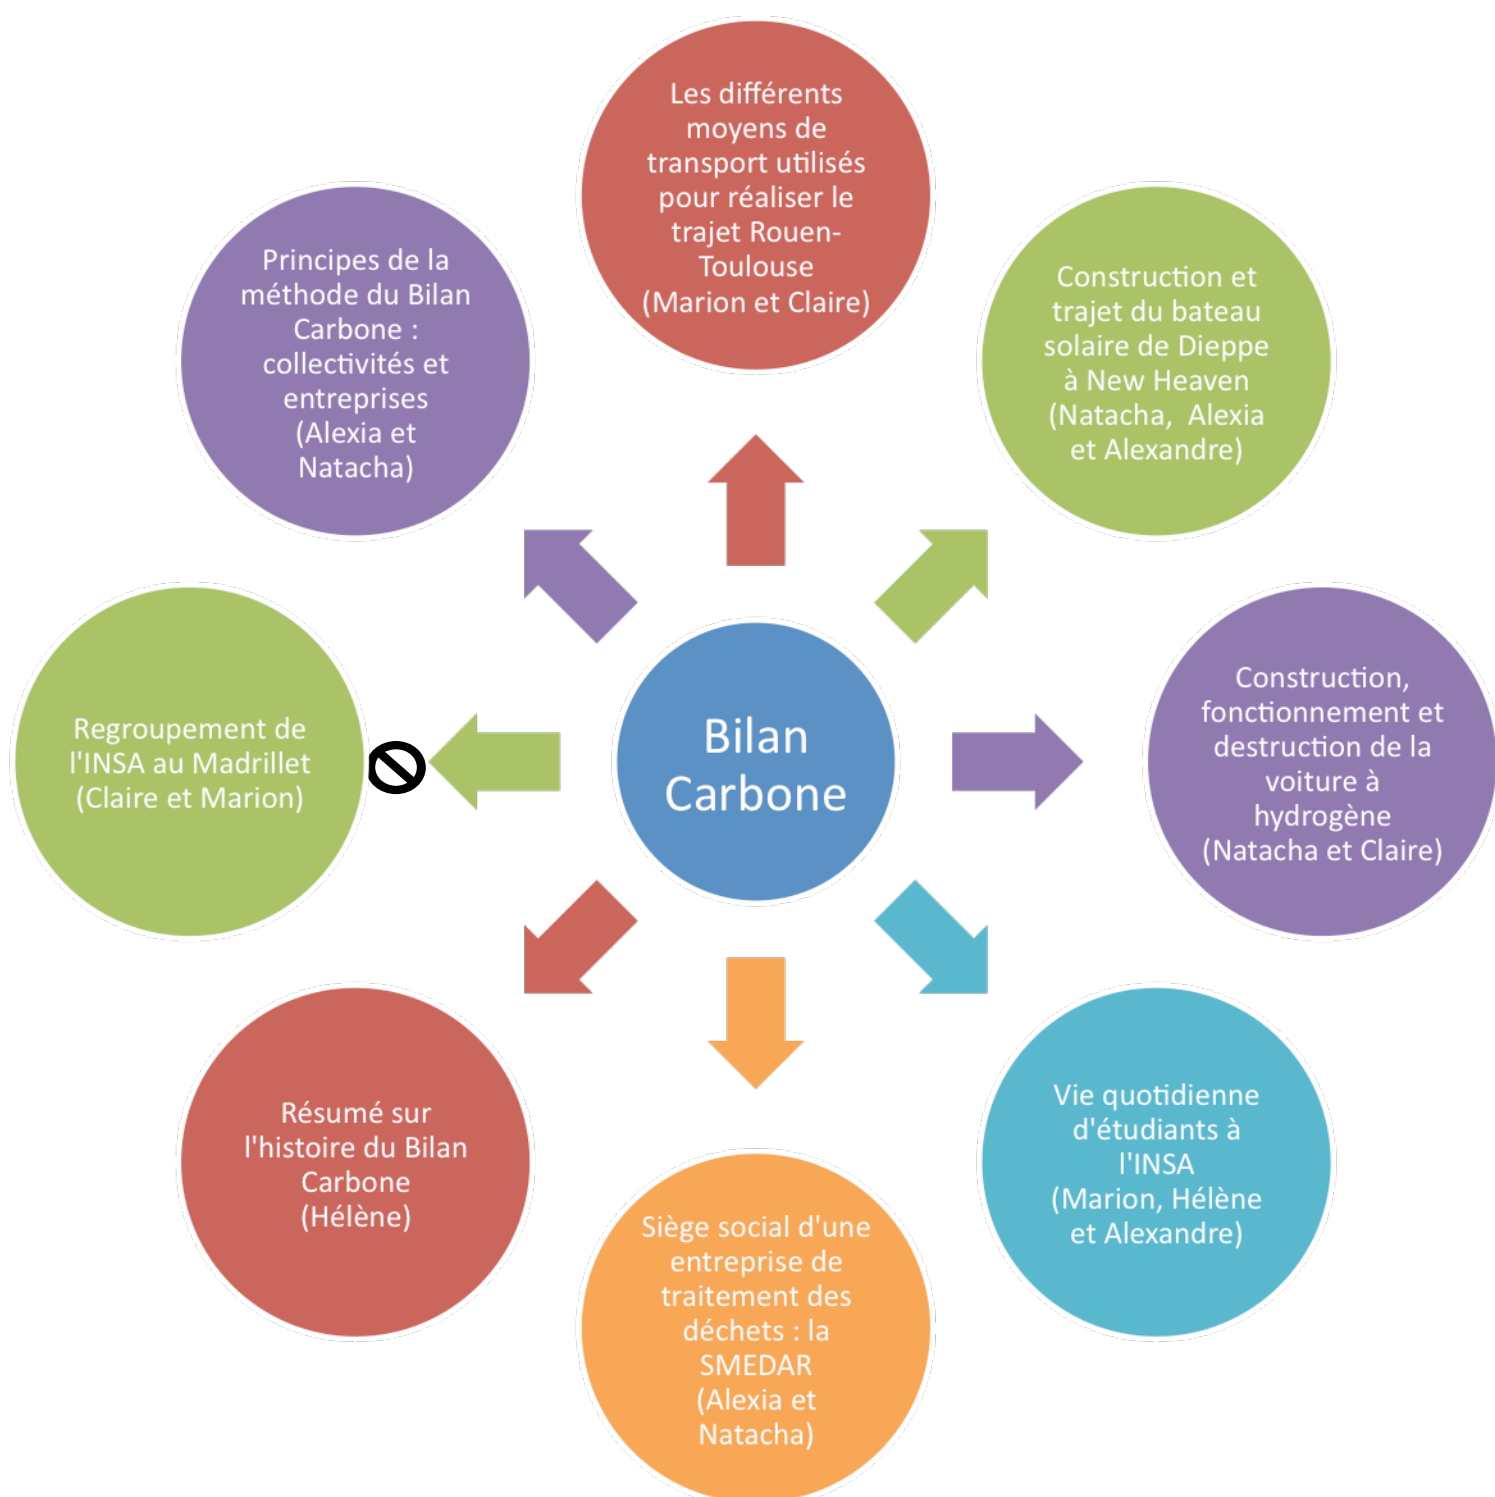 Les différents
moyens de
transport utilisés
pour réaliser le
trajet Rouen-
Toulouse
(Marion et Claire)
Construction et
trajet du bateau
solaire de Dieppe
à New Heaven
(Natacha, Alexia
et Alexandre)
Construction,
fonctionnement et
destruction de la
voiture à
hydrogène
(Natacha et Claire)
Vie quotidienne
d'étudiants à
l'INSA
(Marion, Hélène
et Alexandre)
Siège social d'une
entreprise de
traitement des
déchets : la
SMEDAR
(Alexia et
Natacha)
Résumé sur
l'histoire du Bilan
Carbone
(Hélène)
Regroupement de
l'INSA au Madrillet
(Claire et Marion)
Principes de la
méthode du Bilan
Carbone :
collectivités et
entreprises
(Alexia et
Natacha)
Bilan
Carbone